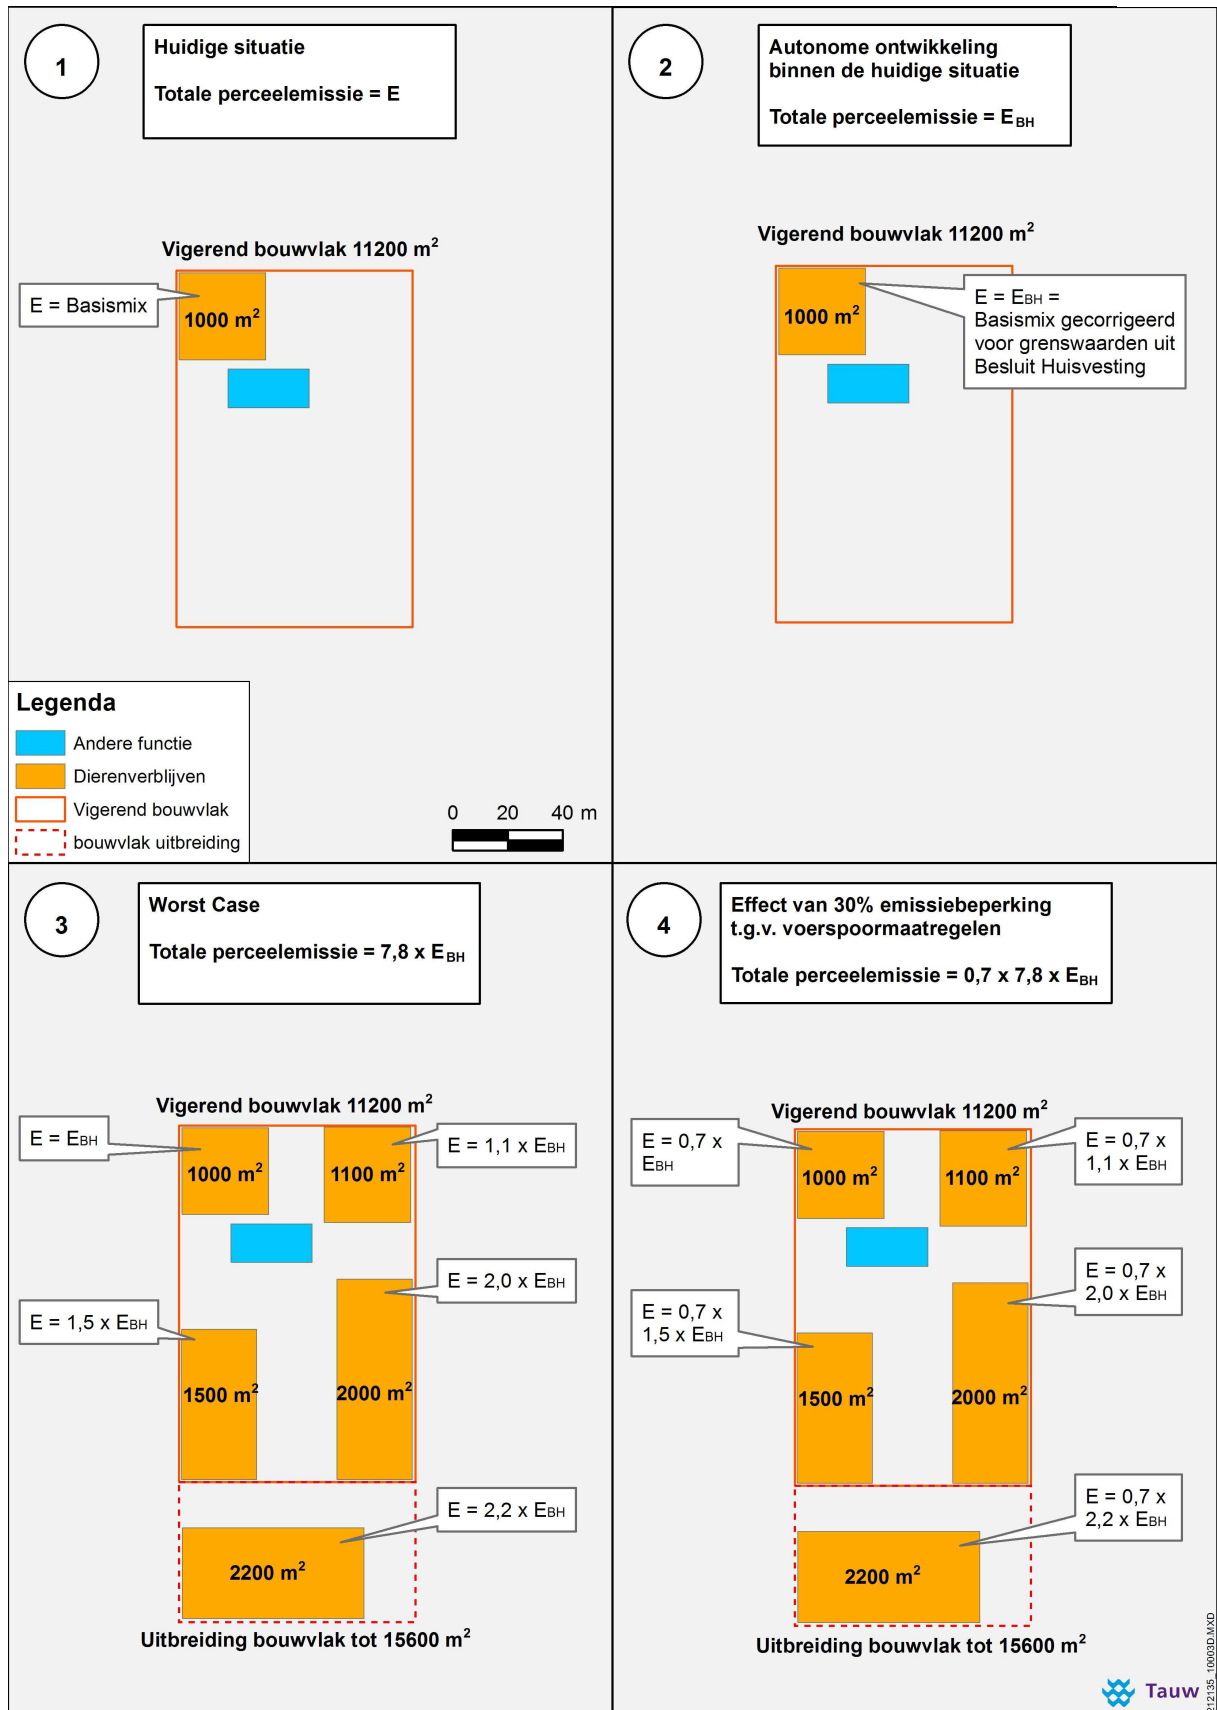 1
Huidige situatie
Totale perceelemissie = E
Vigerend bouwvlak 11200 m²
E = Basismix
1000 m²
2
Autonome ontwikkeling
binnen de huidige situatie
Totale perceelemissie = EBH
Vigerend bouwvlak 11200 m²
1000 m²
E = EBH =
Basismix gecorrigeerd
voor grenswaarden uit
Besluit Huisvesting
Legenda
Andere functie
Dierenverblijven
Vigerend bouwvlak
bouwvlak uitbreiding
0 20 40 m
3
Worst Case
Totale perceelemissie = 7,8 x EBH
Vigerend bouwvlak 11200 m²
E = EBH
1000 m²
1100 m²
E = 1,1 x EBH
E = 2,0 x EBH
E = 1,5 x EBH
1500 m²
2000 m²
E = 2,2 x EBH
2200 m²
Uitbreiding bouwvlak tot 15600 m²
4
Effect van 30% emissiebeperking
t.g.v. voerspoormaatregelen
Totale perceelemissie = 0,7 x 7,8 x EBH
Vigerend bouwvlak 11200 m²
E = 0,7 x
EBH
1000 m²
1100 m²
E = 0,7 x
1,1 x EBH
E = 0,7 x
2,0 x EBH
E = 0,7 x
1,5 x EBH
1500 m²
2000 m²
E = 0,7 x
2,2 x EBH
2200 m²
Uitbreiding bouwvlak tot 15600 m²
Tauw
212135_10003D.MXD